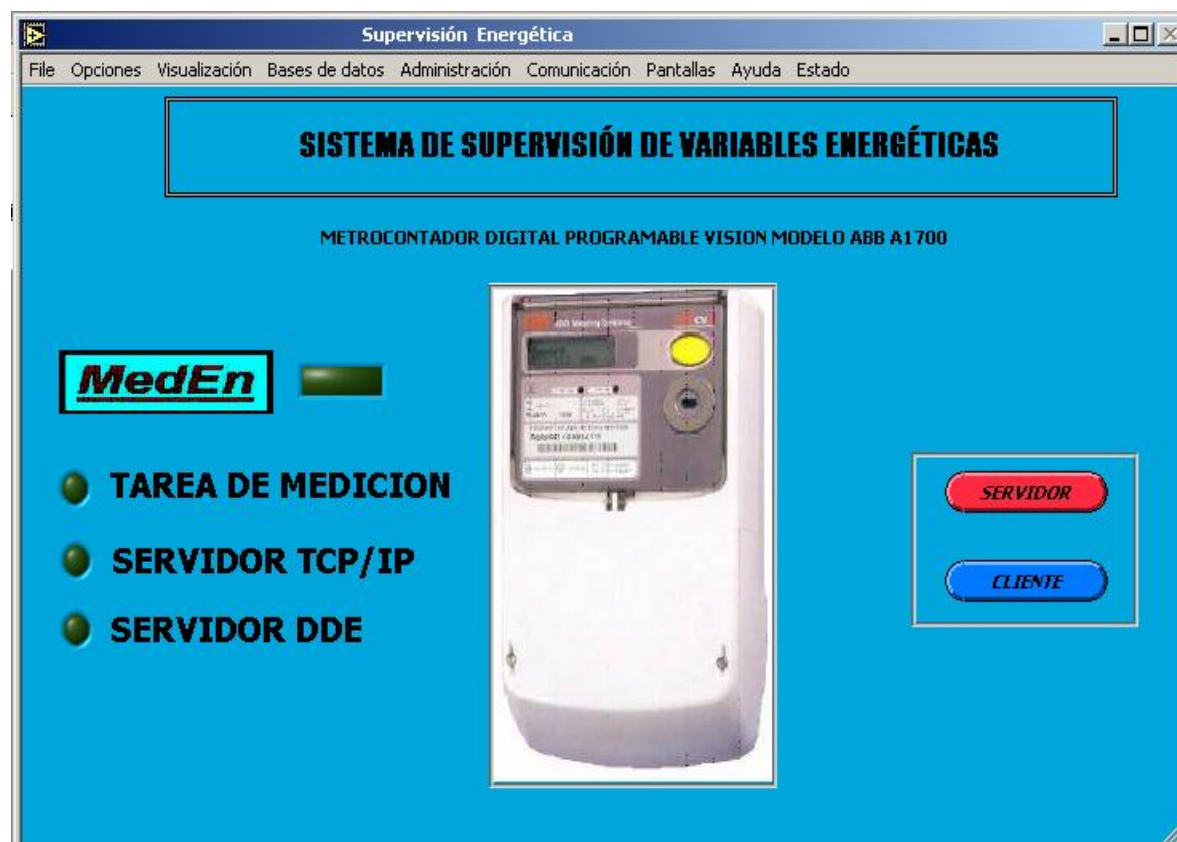 Supervisión Energética
File Opciones Visualización Bases de datos Administración Comunicación Pantallas Ayuda Estado
SISTEMA DE SUPERVISIÓN DE VARIABLES ENERGÉTICAS
METROCONTADOR DIGITAL PROGRAMABLE VISION MODELO ABB A1700
MedEn
TAREA DE MEDICION
SERVIDOR TCP/IP
SERVIDOR DDE
SERVIDOR
CLIENTE